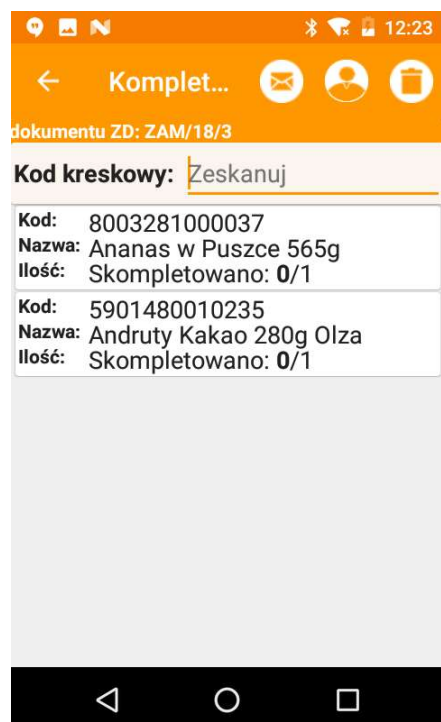 12:23
Komplet...
dokumentu ZD: ZAM/18/3
Kod kreskowy: Zeskanuj
Kod: 8003281000037
Nazwa: Ananas w Puszce 565g
Ilość: Skompletowano: 0/1
Kod: 5901480010235
Nazwa: Andruty Kakao 280g Olza
Ilość: Skompletowano: 0/1